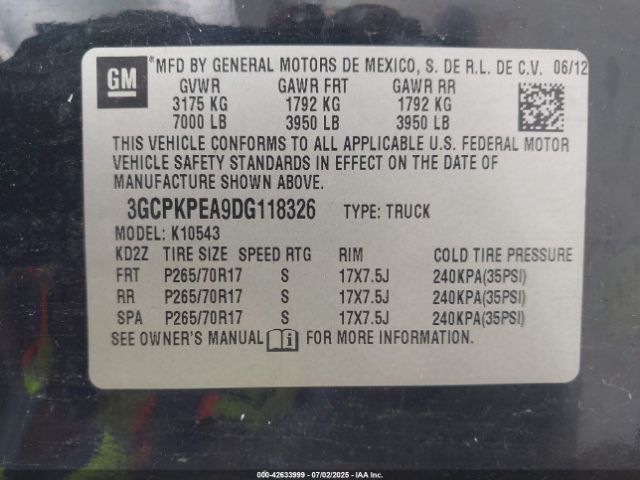 GM
*MFD BY GENERAL MOTORS DE MEXICO, S. DE R.L. DE C.V. 06/12
GVWR GAWR FRT GAWR RR
3175 KG 1792 KG 1792 KG
7000 LB 3950 LB 3950 LB
THIS VEHICLE CONFORMS TO ALL APPLICABLE U.S. FEDERAL MOTOR
VEHICLE SAFETY STANDARDS IN EFFECT ON THE DATE OF
MANUFACTURE SHOWN ABOVE.
3GCPKPEA9DG118326 TYPE: TRUCK
MODEL: K10543
KD2Z TIRE SIZE SPEED RTG RIM COLD TIRE PRESSURE
FRT P265/70R17 S 17X7.5J 240KPA(35PSI)
RR P265/70R17 S 17X7.5J 240KPA(35PSI)
SPA P265/70R17 S 17X7.5J 240KPA(35PSI)
SEE OWNER'S MANUAL i FOR MORE INFORMATION.
000-42633999 | 07/02/2025 - IAA Inc.